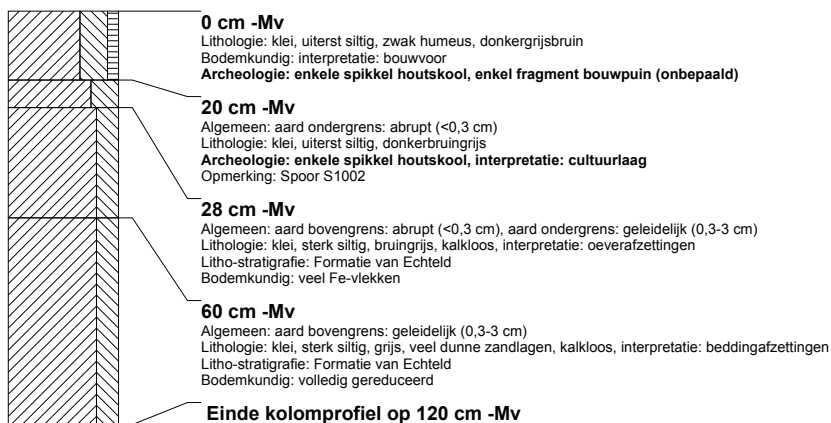 0 cm -Mv
Lithologie: klei, uiterst siltig, zwak humeus, donkergrijsbruin
Bodemkundig: interpretatie: bouwvoor
Archeologie: enkele spikkel houtskool, enkel fragment bouwpuin (onbepaald)
20 cm -Mv
Algemeen: aard ondergrens: abrupt (<0,3 cm)
Lithologie: klei, uiterst siltig, donkerbruingrijs
Archeologie: enkele spikkel houtskool, interpretatie: cultuurlaag
Opmerking: Spoor S1002
28 cm -Mv
Algemeen: aard bovengrens: abrupt (<0,3 cm), aard ondergrens: geleidelijk (0,3-3 cm)
Lithologie: klei, sterk siltig, bruingrijs, kalkloos, interpretatie: oeverafzettingen
Litho-stratigrafie: Formatie van Echteld
Bodemkundig: veel Fe-vlekken
60 cm -Mv
Algemeen: aard bovengrens: geleidelijk (0,3-3 cm)
Lithologie: klei, sterk siltig, grijs, veel dunne zandlagen, kalkloos, interpretatie: beddingafzettingen
Litho-stratigrafie: Formatie van Echteld
Bodemkundig: volledig gereduceerd
Einde kolomprofiel op 120 cm -Mv